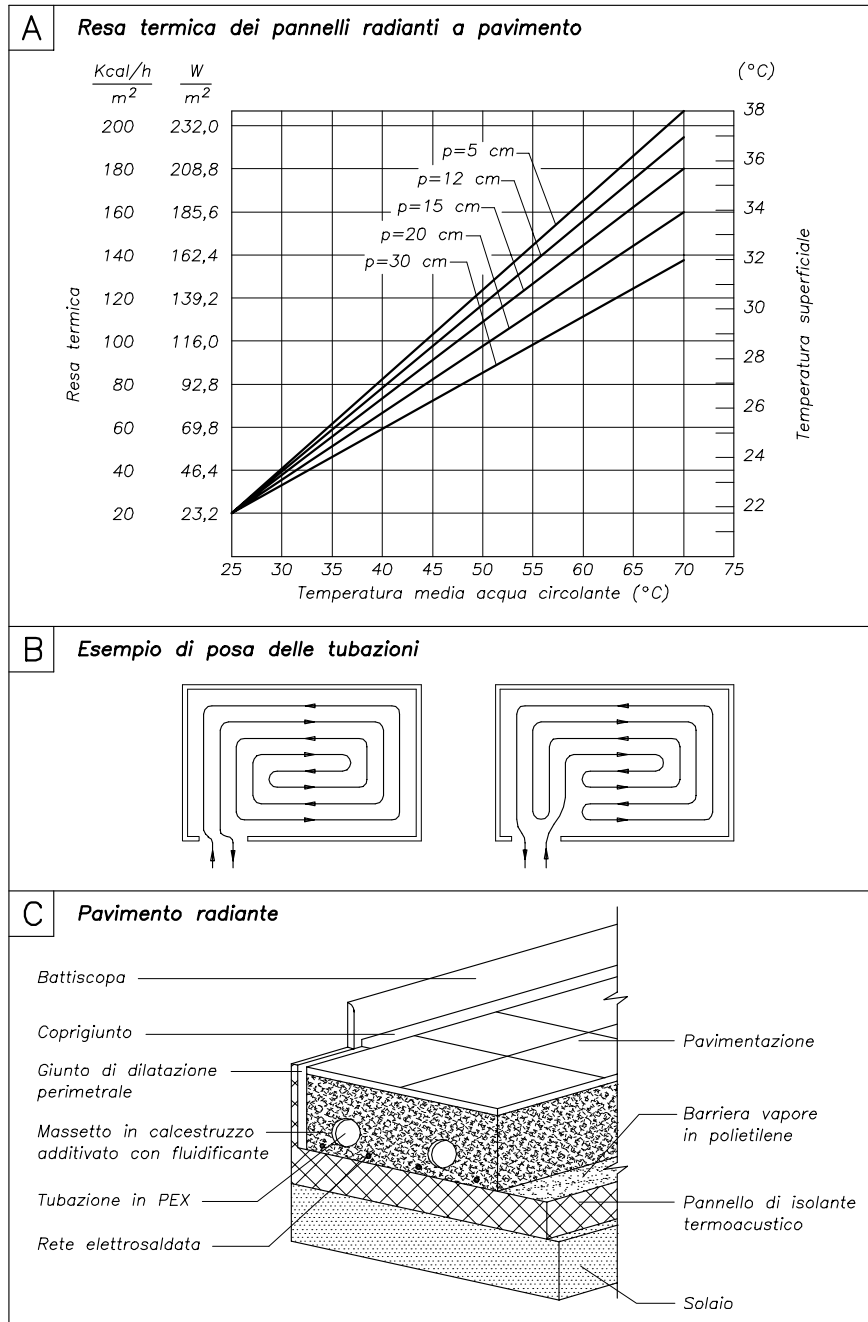 A
Resa termica dei pannelli radianti a pavimento
Kcal/h
m²
W
m²
(°C)
200 232,0
180 208,8
160 185,6
140 162,4
120 139,2
100 116,0
80 92,8
60 69,8
40 46,4
20 23,2
Resa termica
p=5 cm
p=12 cm
p=15 cm
p=20 cm
p=30 cm
38
36
34
32
30
28
26
24
22
Temperatura superficiale
25 30 35 40 45 50 55 60 65 70 75
Temperatura media acqua circolante (°C)
B
Esempio di posa delle tubazioni
C
Pavimento radiante
Battiscopa
Coprigiunto
Giunto di dilatazione
perimetrale
Massetto in calcestruzzo
additivato con fluidificante
Tubazione in PEX
Rete elettrosaldata
Pavimentazione
Barriera vapore
in polietilene
Pannello di isolante
termoacustico
Solaio